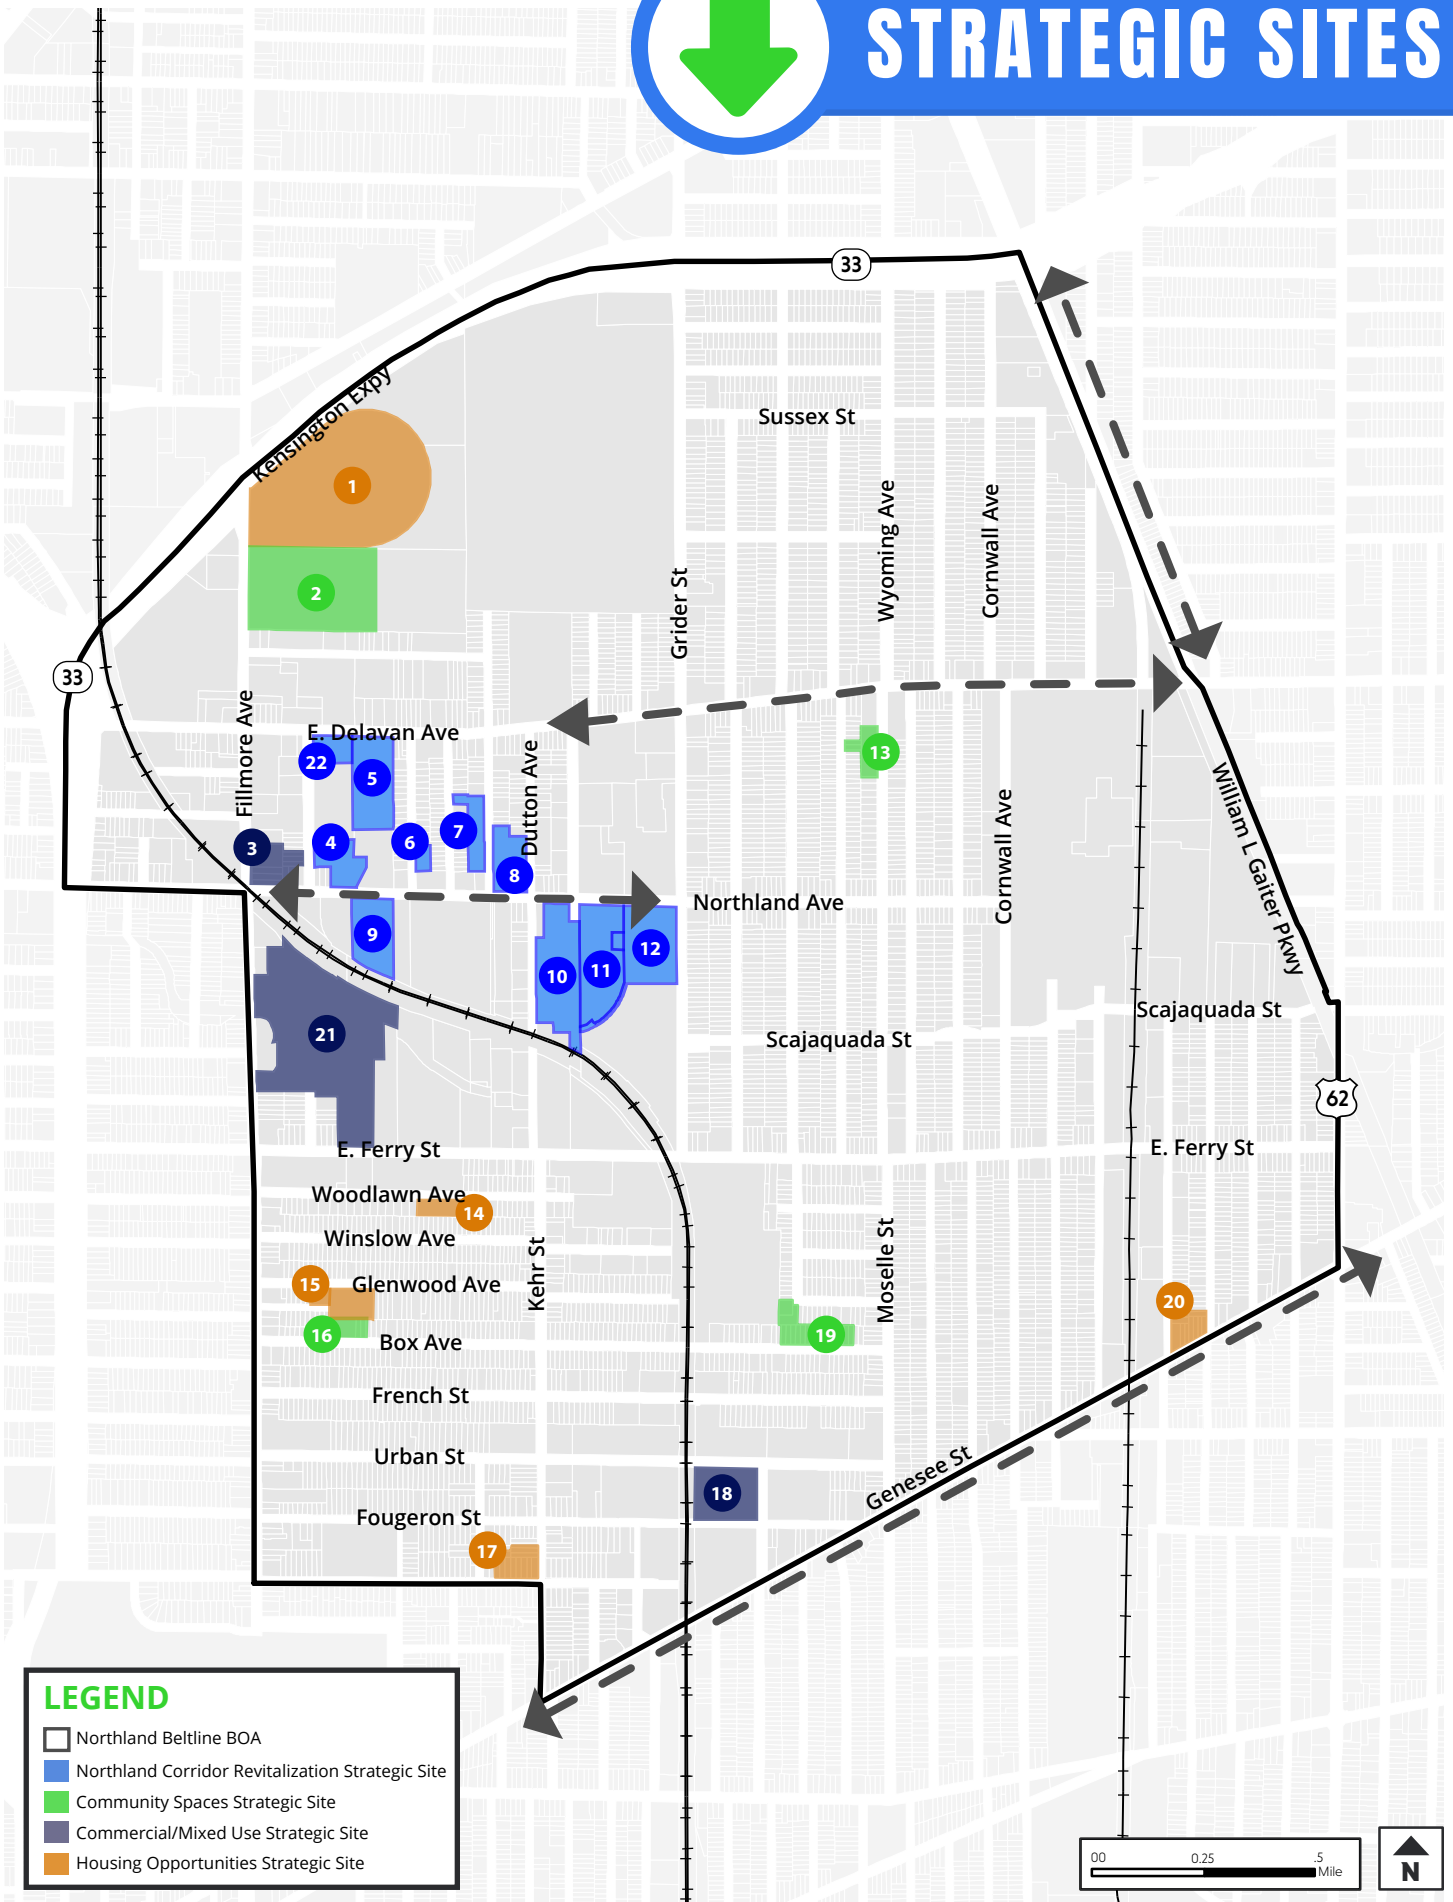 STRATEGIC SITES
33
Kensington Expy
Sussex St
1
Wyoming Ave
Cornwall Ave
2
Grider St
33
Fillmore Ave
E. Delavan Ave
Dutton Ave
13
22
5
William L Gaiter Pkwy
Cornwall Ave
7
4
6
3
8
Northland Ave
9
12
11
10
Scajaquada St
21
Scajaquada St
62
E. Ferry St
E. Ferry St
Woodlawn Ave
14
Winslow Ave
Kehr St
Moselle St
15
Glenwood Ave
20
16
19
Box Ave
French St
Urban St
Genesee St
18
Fougeron St
17
LEGEND
Northland Beltline BOA
Northland Corridor Revitalization Strategic Site
Community Spaces Strategic Site
Commercial/Mixed Use Strategic Site
Housing Opportunities Strategic Site
00 0.25 .5
Mile
N